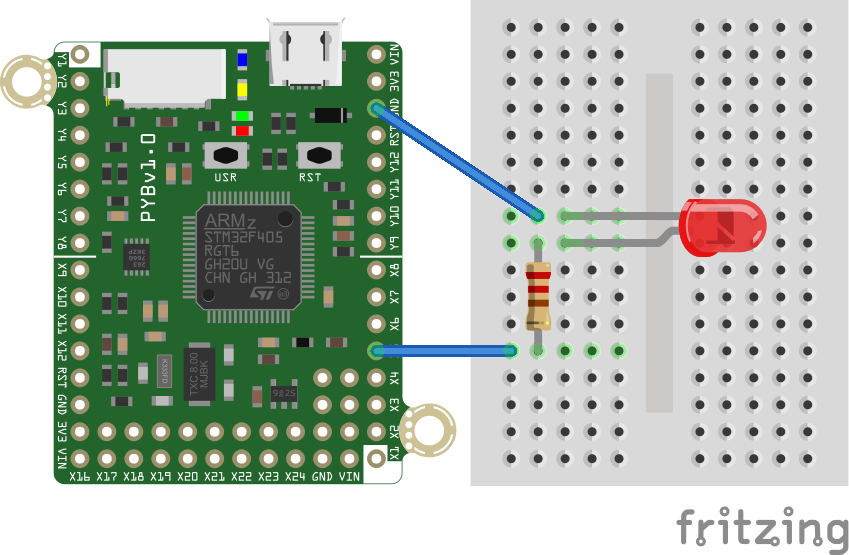 Y1
Y2
Y3
Y4
Y5
Y6
Y7
Y8
X9
X10
X11
X12
RST
GND
3V3
VIN
PYBv1.0
USR
RST
ARMz
STM32F405
RGT6
GH20U VG
CHN GH 312
ST
TXC 8.00
MJBK
VIN
3V3
GND
RST
Y12
Y11
Y10
Y9
X8
X7
X6
X4
X3
X2
X1
X16 X17 X18 X19 X20 X21 X22 X23 X24 GND VIN
fritzing